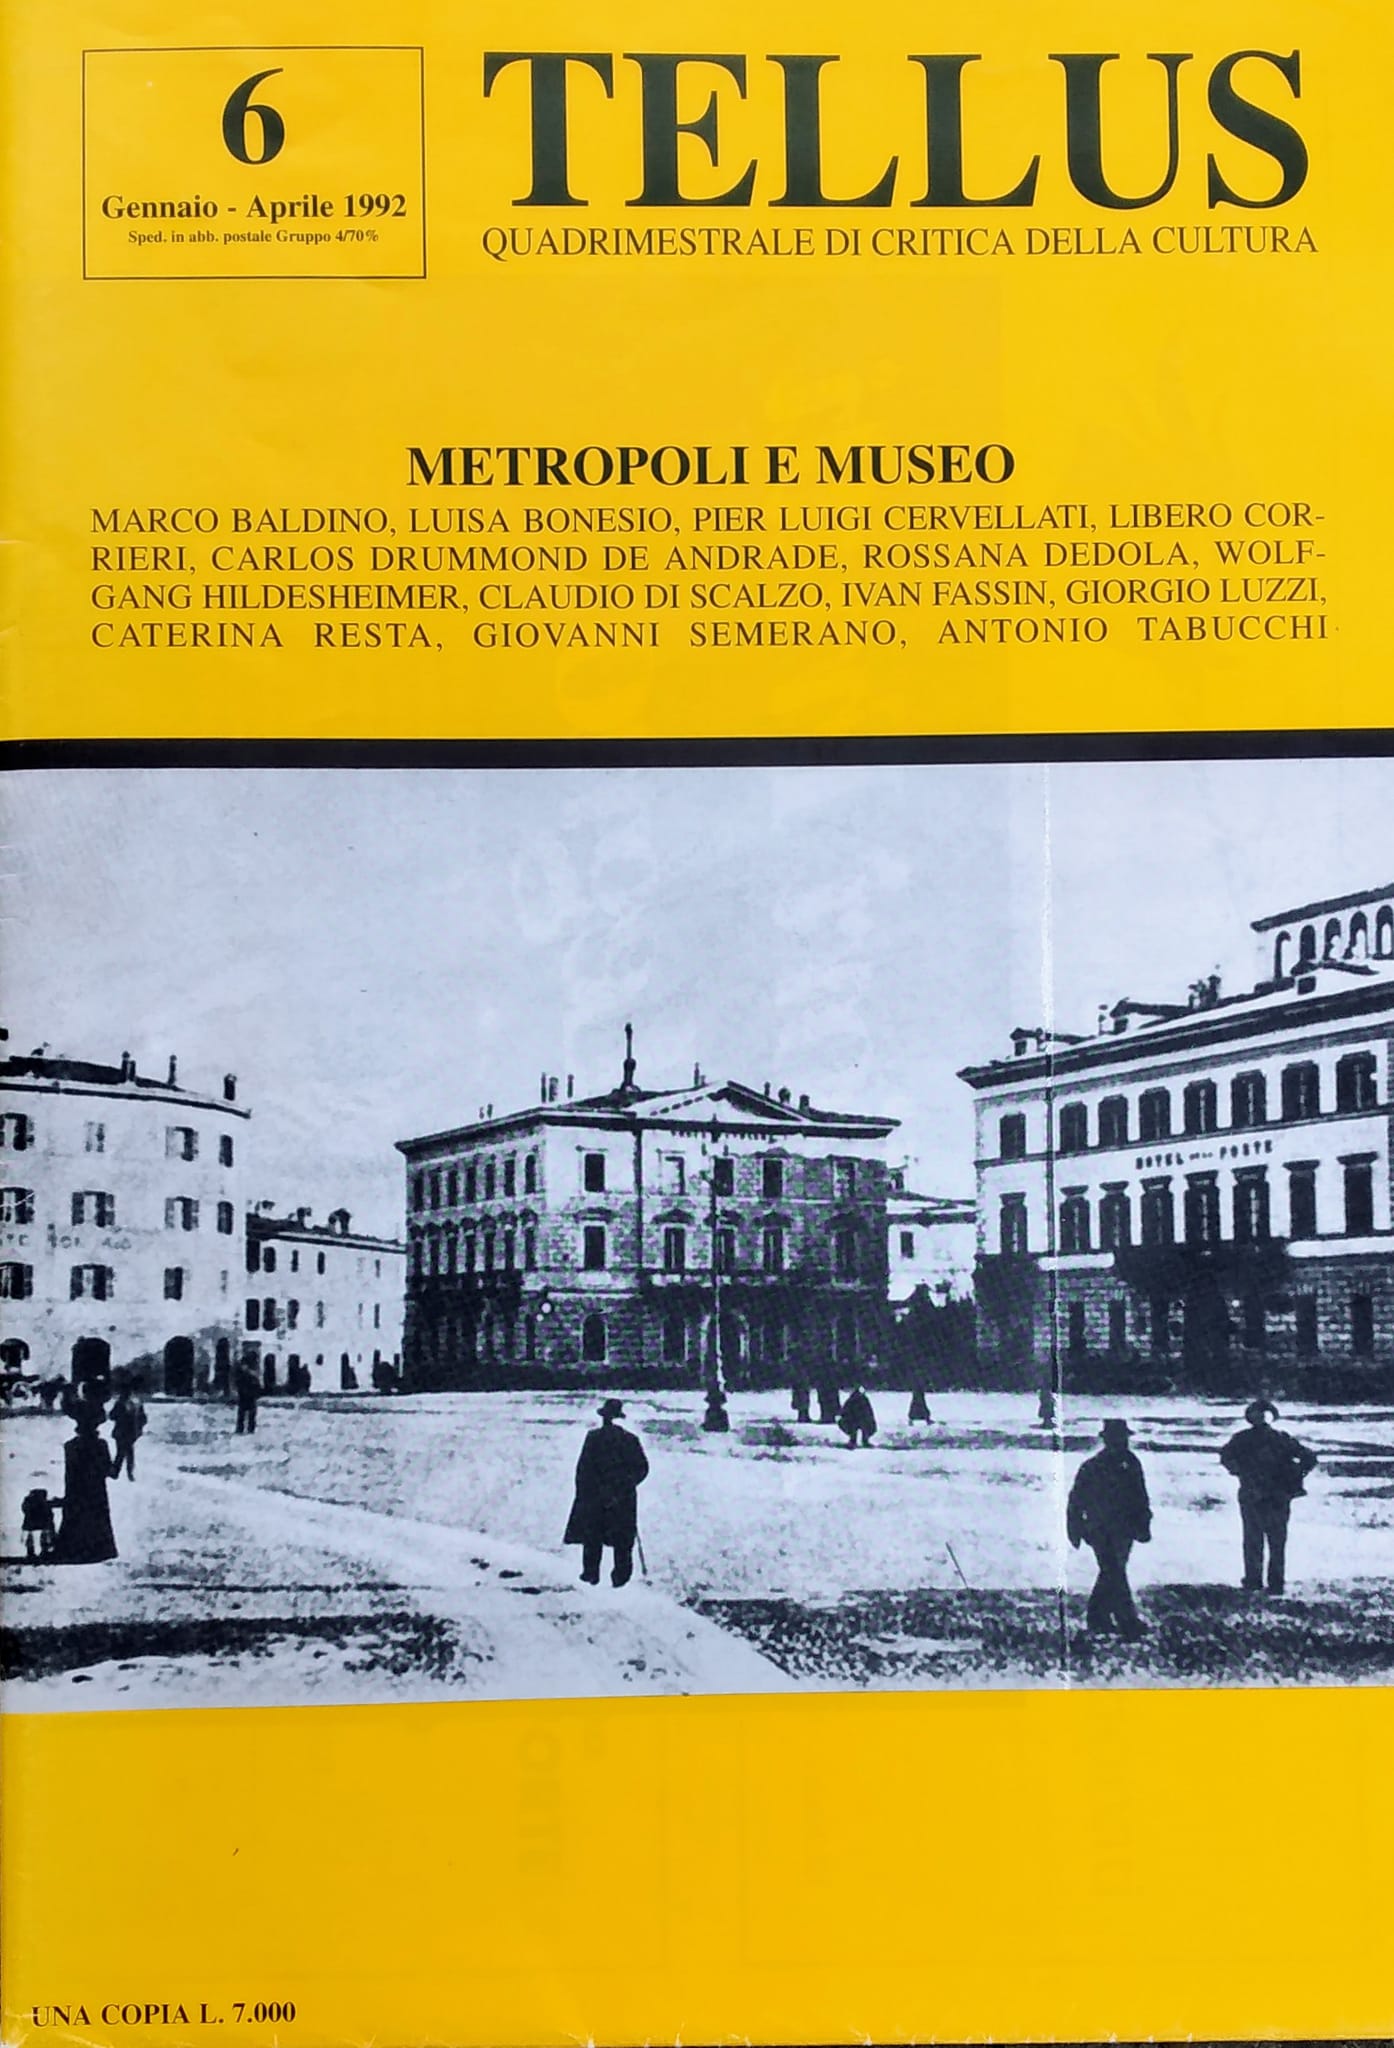 6
Gennaio - Aprile 1992
Sped. in abb. postale Gruppo 4/70%
TELLUS
QUADRIMESTRALE DI CRITICA DELLA CULTURA
METROPOLI E MUSEO
MARCO BALDINO, LUISA BONESIO, PIER LUIGI CERVELLATI, LIBERO COR-
RIERI, CARLOS DRUMMOND DE ANDRADE, ROSSANA DEDOLA, WOLF-
GANG HILDESHEIMER, CLAUDIO DI SCALZO, IVAN FASSIN, GIORGIO LUZZI,
CATERINA RESTA, GIOVANNI SEMERANO, ANTONIO TABUCCHI
HOTEL DELLA POSTE
UNA COPIA L. 7.000